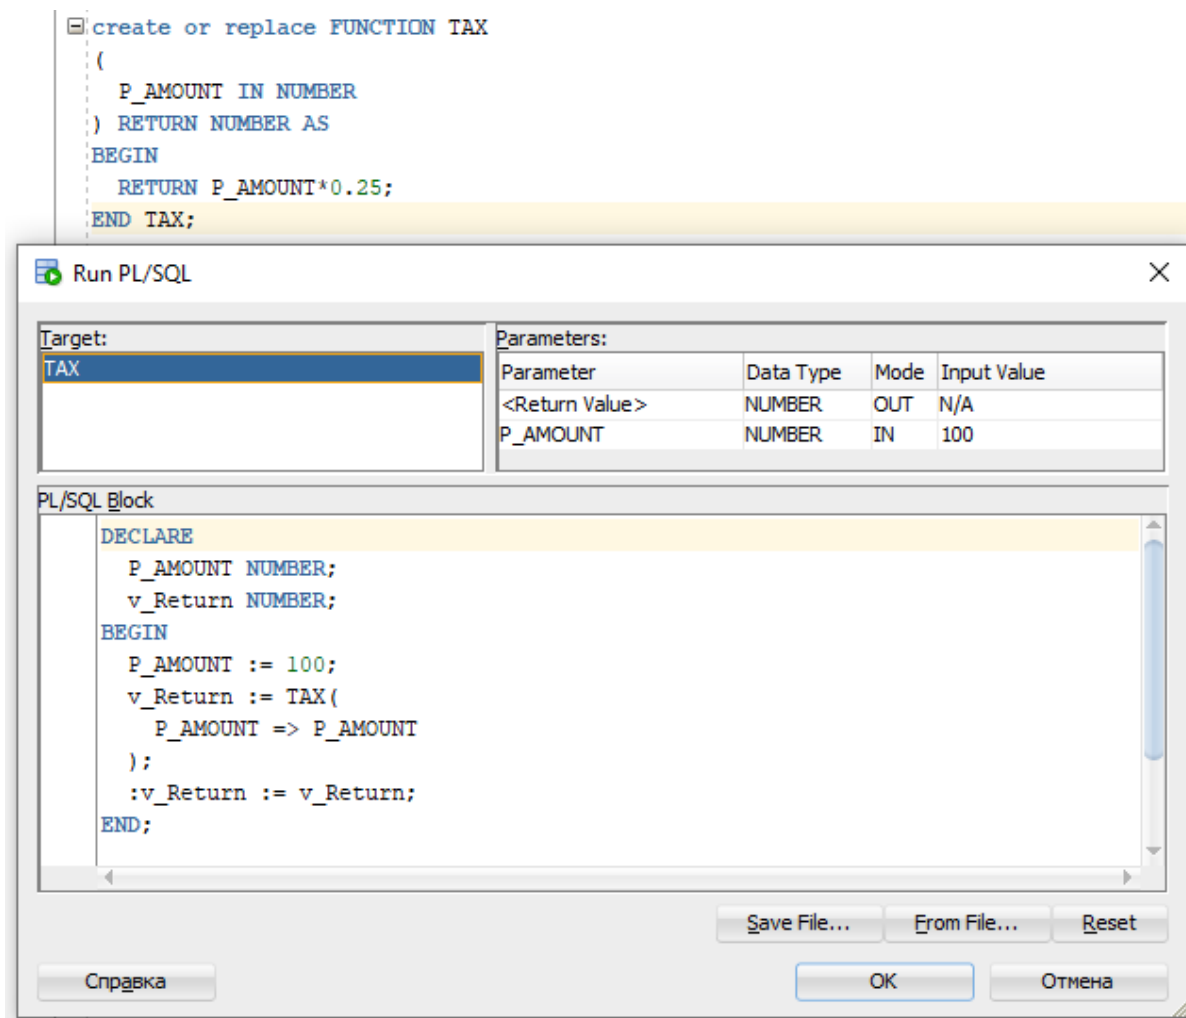 create or replace FUNCTION TAX
(
P_AMOUNT IN NUMBER
) RETURN NUMBER AS
BEGIN
RETURN P_AMOUNT*0.25;
END TAX;
Run PL/SQL
Target:
TAX
Parameters:
Parameter Data Type Mode Input Value
<Return Value> NUMBER OUT N/A
P_AMOUNT NUMBER IN 100
PL/SQL Block
DECLARE
P_AMOUNT NUMBER;
v_Return NUMBER;
BEGIN
P_AMOUNT := 100;
v_Return := TAX(
P_AMOUNT => P_AMOUNT
);
:v_Return := v_Return;
END;
Save File... From File... Reset
Справка OK Отмена